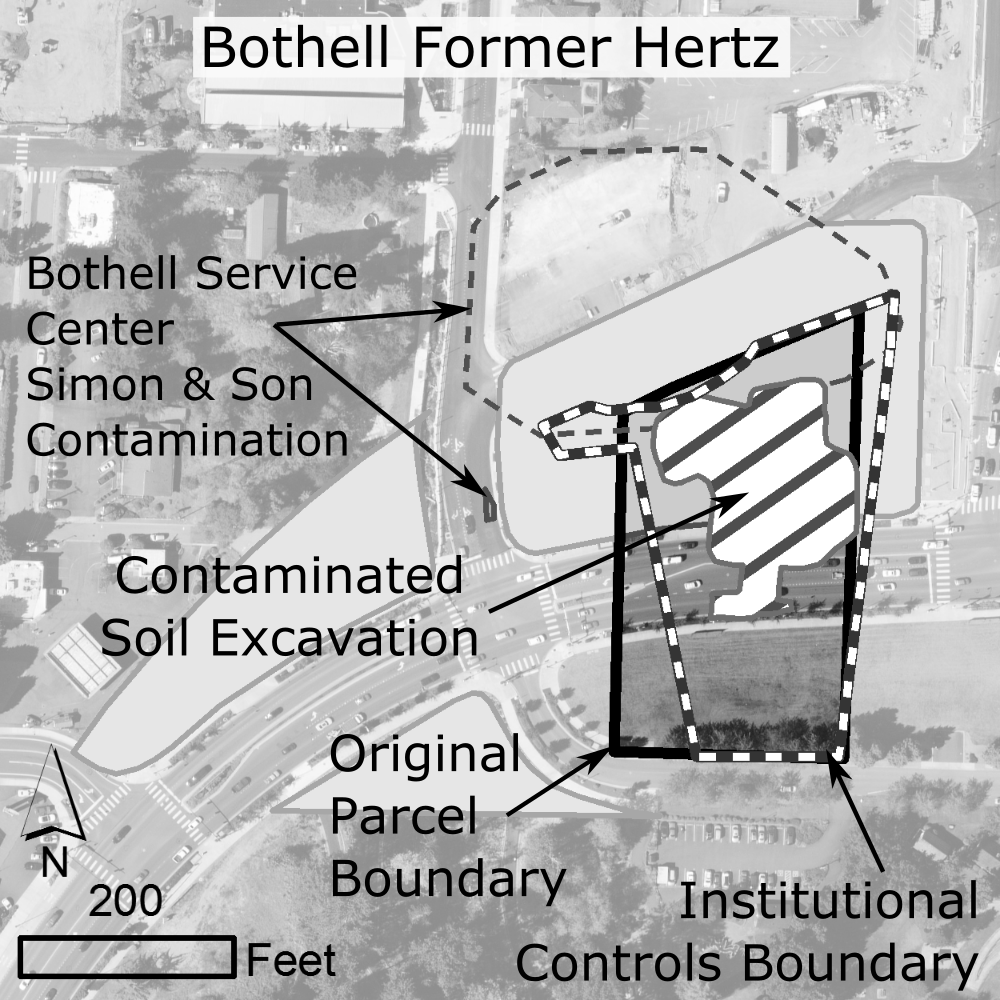 Bothell Former Hertz
Bothell Service
Center
Simon & Son
Contamination
Contaminated
Soil Excavation
Original
Parcel
Boundary
Institutional
Controls Boundary
N
200
Feet